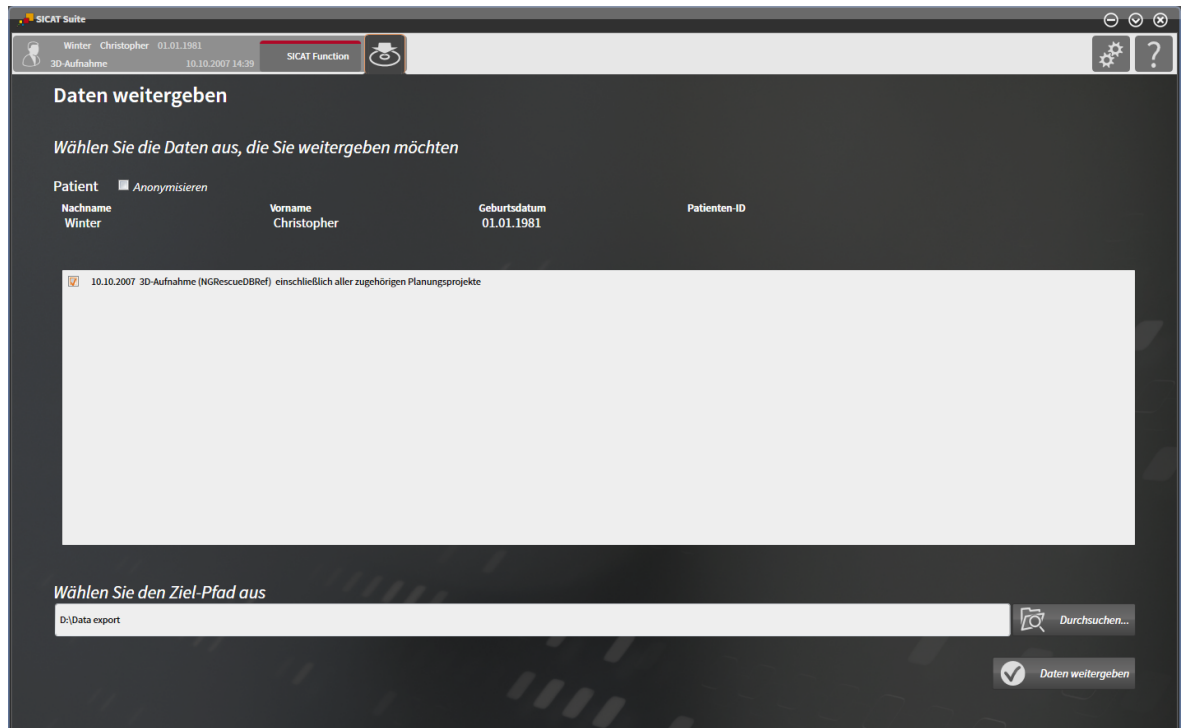 SICAT Suite
Winter Christopher 01.01.1981
3D-Aufnahme 10.10.2007 14:39
SICAT Function
?
Daten weitergeben
Wählen Sie die Daten aus, die Sie weitergeben möchten
Patient Anonymisieren
Nachname Vorname Geburtsdatum Patienten-ID
Winter Christopher 01.01.1981
10.10.2007 3D-Aufnahme (NGRescueDBRef) einschließlich aller zugehörigen Planungsprojekte
Wählen Sie den Ziel-Pfad aus
D:\Data export
Durchsuchen...
Daten weitergeben